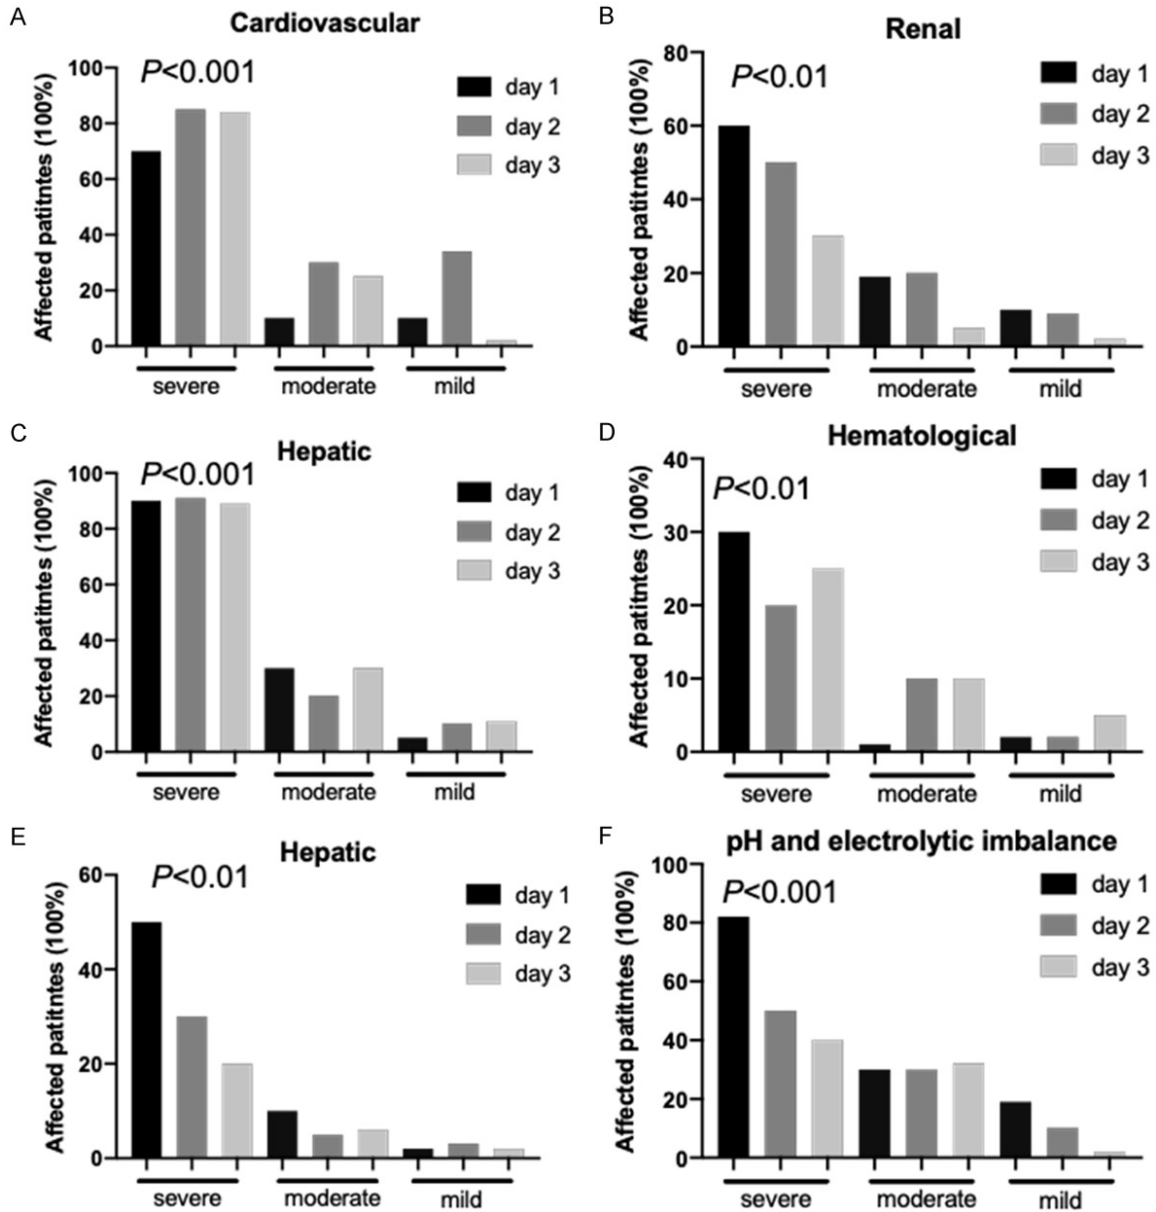 A
Cardiovascular
P<0.001
Affected patitntes (100%)
100
80
60
40
20
0
day 1
day 2
day 3
severe
moderate
mild
B
Renal
P<0.01
Affected patitntes (100%)
80
60
40
20
0
day 1
day 2
day 3
severe
moderate
mild
C
Hepatic
P<0.001
Affected patitntes (100%)
100
80
60
40
20
0
day 1
day 2
day 3
severe
moderate
mild
D
Hematological
P<0.01
Affected patitntes (100%)
40
30
20
10
0
day 1
day 2
day 3
severe
moderate
mild
E
Hepatic
P<0.01
Affected patitntes (100%)
60
40
20
0
day 1
day 2
day 3
severe
moderate
mild
F
pH and electrolytic imbalance
P<0.001
Affected patitntes (100%)
100
80
60
40
20
0
day 1
day 2
day 3
severe
moderate
mild